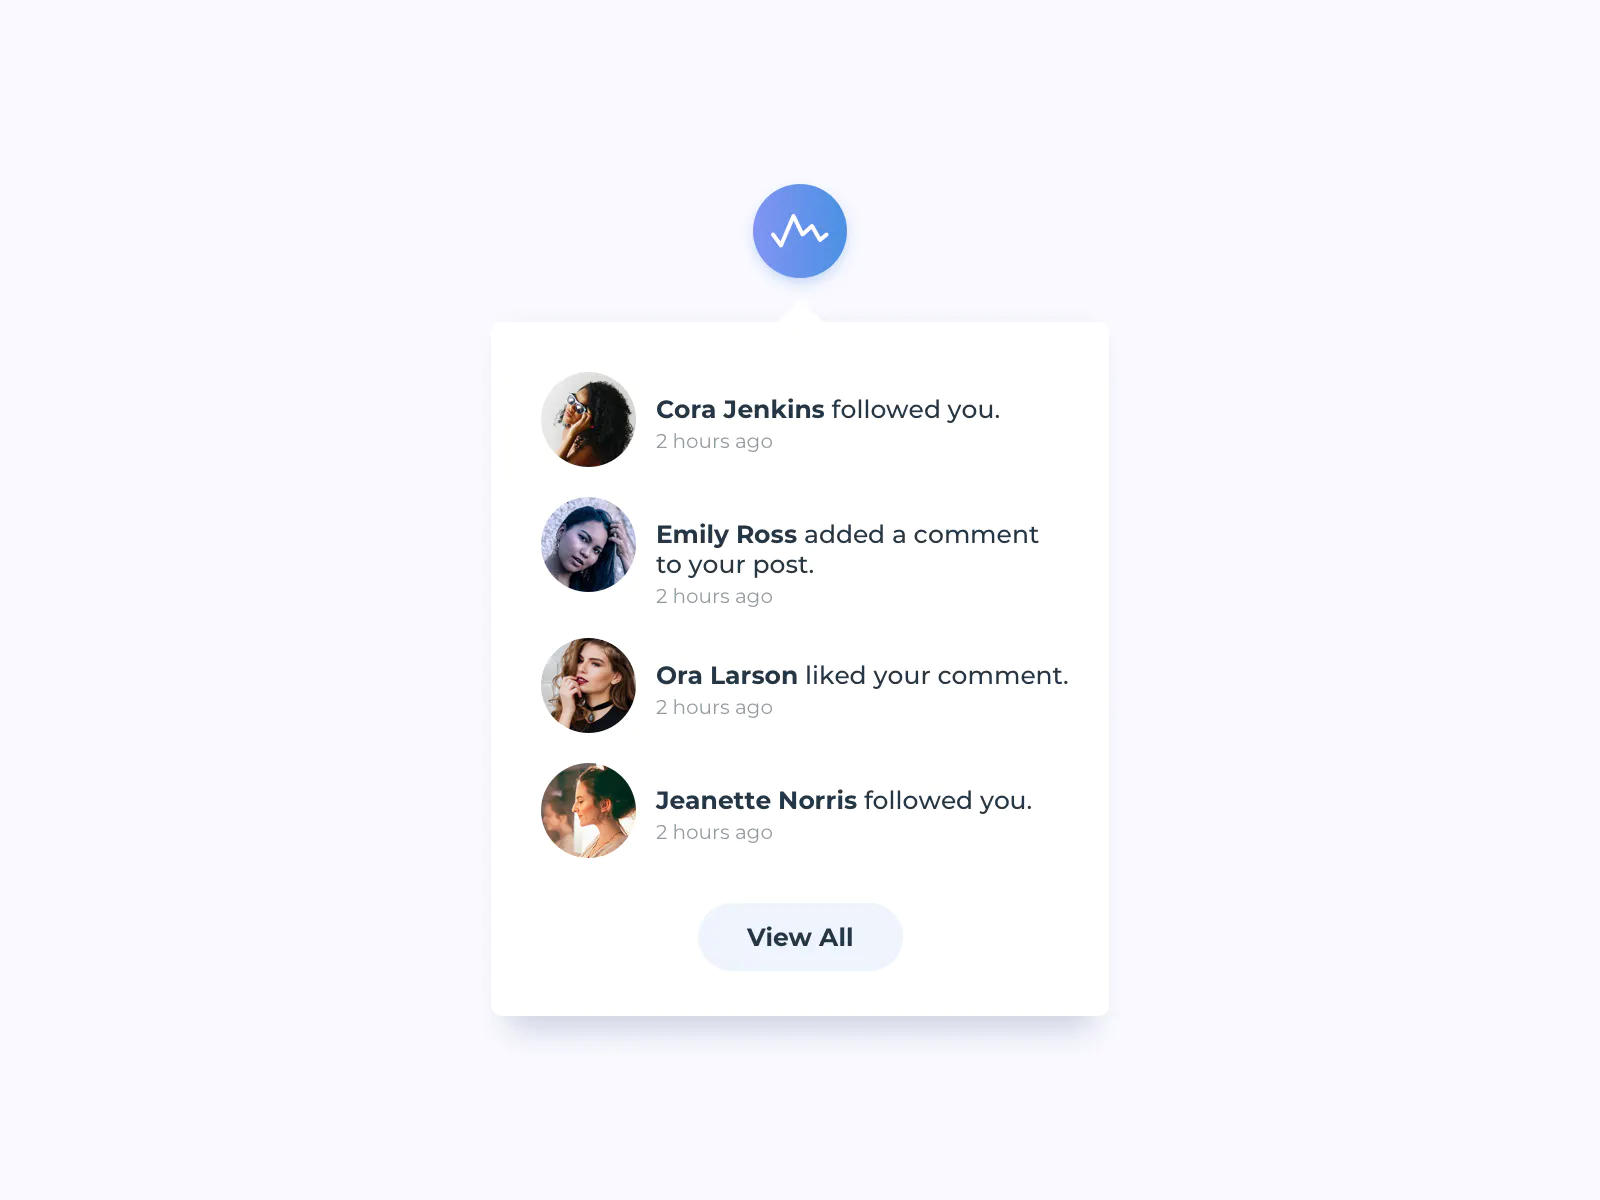 Cora Jenkins followed you.
2 hours ago
Emily Ross added a comment
to your post.
2 hours ago
Ora Larson liked your comment.
2 hours ago
Jeanette Norris followed you.
2 hours ago
View All